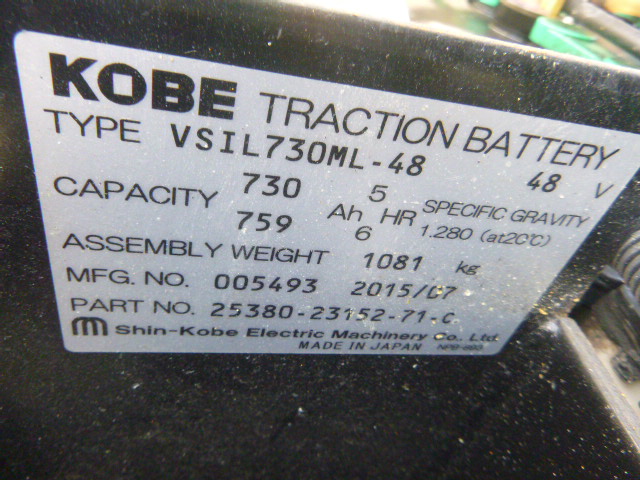 KOBE TRACTION BATTERY
TYPE VSIL730ML-48 48 V
CAPACITY 730 Ah 5 HR SPECIFIC GRAVITY
759 6 1.280 (at20℃)
ASSEMBLY WEIGHT 1081 kg
MFG. NO. 005493 2015/07
PART NO. 25380-23152-71-C
Shin-Kobe Electric Machinery Co., Ltd.
MADE IN JAPAN